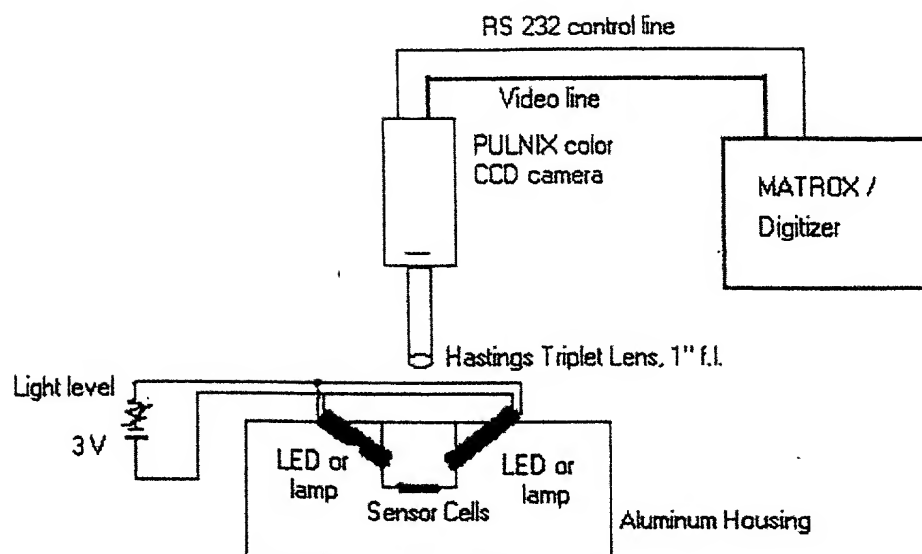 RS 232 control line
Video line
PULNIX color
CCD camera
MATROX /
Digitizer
Hastings Triplet Lens, 1" f.l.
Light level
3 V
LED or
lamp
LED or
lamp
Sensor Cells
Aluminum Housing